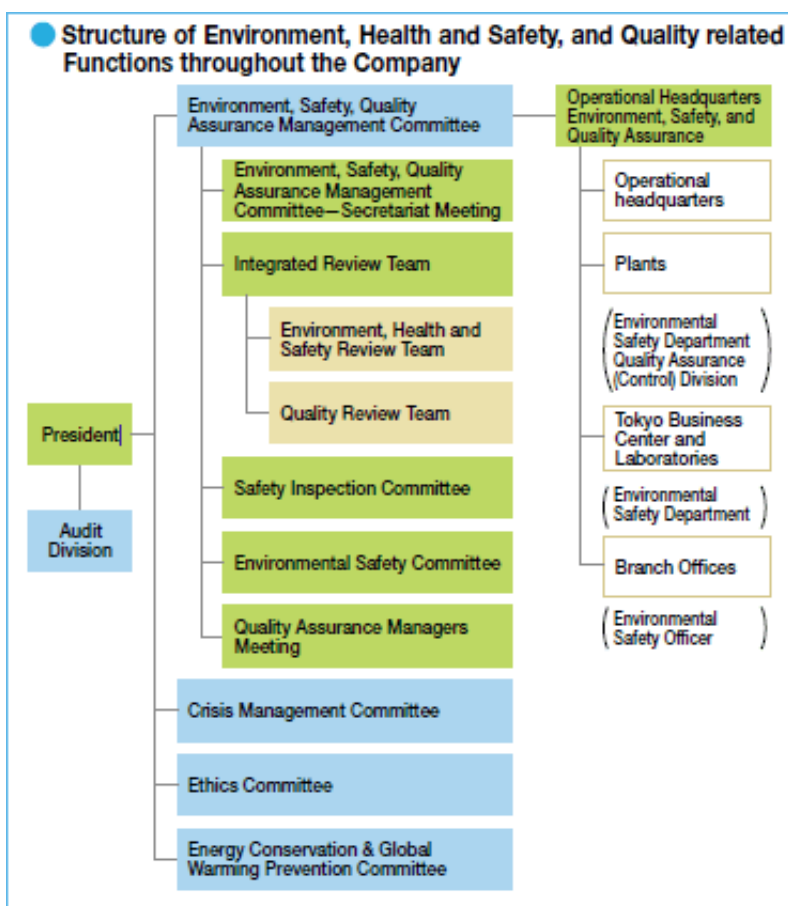 Structure of Environment, Health and Safety, and Quality related
Functions throughout the Company
Environment, Safety, Quality
Assurance Management Committee
Operational Headquarters
Environment, Safety, and
Quality Assurance
Environment, Safety, Quality
Assurance Management
Committee—Secretariat Meeting
Operational
headquarters
Integrated Review Team
Plants
Environment, Health and
Safety Review Team
(Environmental
Safety Department
Quality Assurance
(Control) Division)
Quality Review Team
President
Tokyo Business
Center and
Laboratories
Safety Inspection Committee
(Environmental
Safety Department)
Audit
Division
Environmental Safety Committee
Branch Offices
Quality Assurance Managers
Meeting
(Environmental
Safety Officer)
Crisis Management Committee
Ethics Committee
Energy Conservation & Global
Warming Prevention Committee